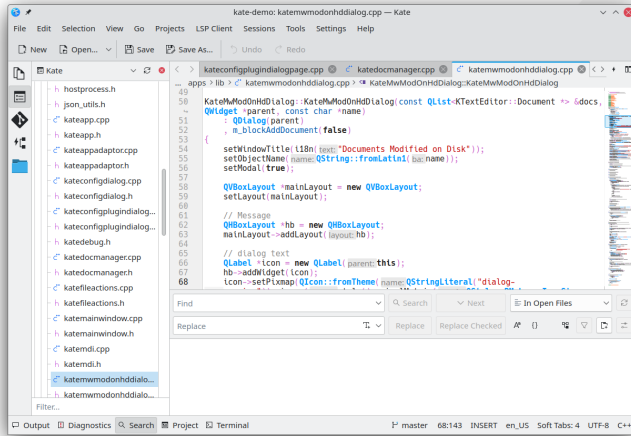 kate-demo: katemwmodonhddialog.cpp — Kate
File Edit Selection View Go Projects LSP Client Sessions Tools Settings Help
New Open... Save Save As... Undo Redo
Kate
kateconfigplugindialogpage.cpp katedocmanager.cpp katemwmodonhddialog.cpp
... apps › lib › katemwmodonhddialog.cpp › KateMwModOnHdDialog::KateMwModOnHdDialog
hostprocess.h
json_utils.h
kateapp.cpp
kateapp.h
kateappadaptor.cpp
kateappadaptor.h
kateconfigdialog.cpp
kateconfigdialog.h
kateconfigplugindialog...
kateconfigplugindialog...
katedebug.h
katedocmanager.cpp
katedocmanager.h
katefileactions.cpp
katefileactions.h
katemainwindow.cpp
katemainwindow.h
katemdi.cpp
katemdi.h
katemwmodonhddialo...
katemwmodonhddialo...
Filter...
49
50 KateMwModOnHdDialog::KateMwModOnHdDialog(const QList<KTextEditor::Document *> &docs,
QWidget *parent, const char *name)
51 : QDialog(parent)
52 , m_blockAddDocument(false)
53 {
54 setWindowTitle(i18n(text: "Documents Modified on Disk"));
55 setObjectName(name: QString::fromLatin1(ba: name));
56 setModal(true);
57
58 QVBoxLayout *mainLayout = new QVBoxLayout;
59 setLayout(mainLayout);
60
61 // Message
62 QHBoxLayout *hb = new QHBoxLayout;
63 mainLayout->addLayout(layout: hb);
64
65 // dialog text
66 QLabel *icon = new QLabel(parent: this);
67 hb->addWidget(icon);
68 icon->setPixmap(QIcon::fromTheme(name: QStringLiteral("dialog-
Find Search Next In Open Files
Replace Replace Replace Checked
Output Diagnostics Search Project Terminal master 68:143 INSERT en_US Soft Tabs: 4 UTF-8 C++